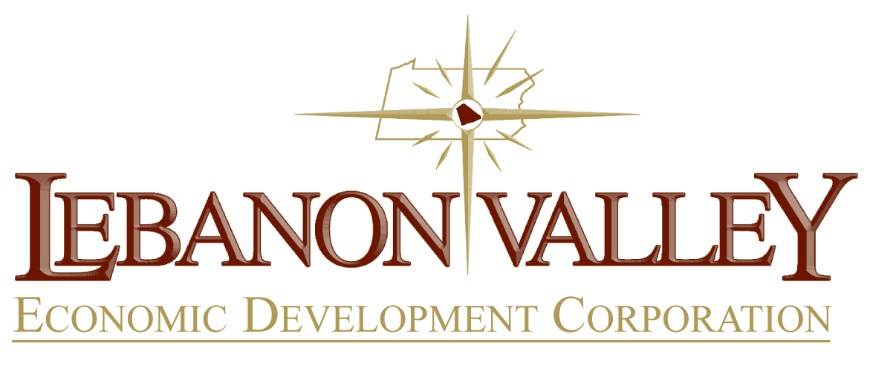 LEBANON VALLEY
ECONOMIC DEVELOPMENT CORPORATION